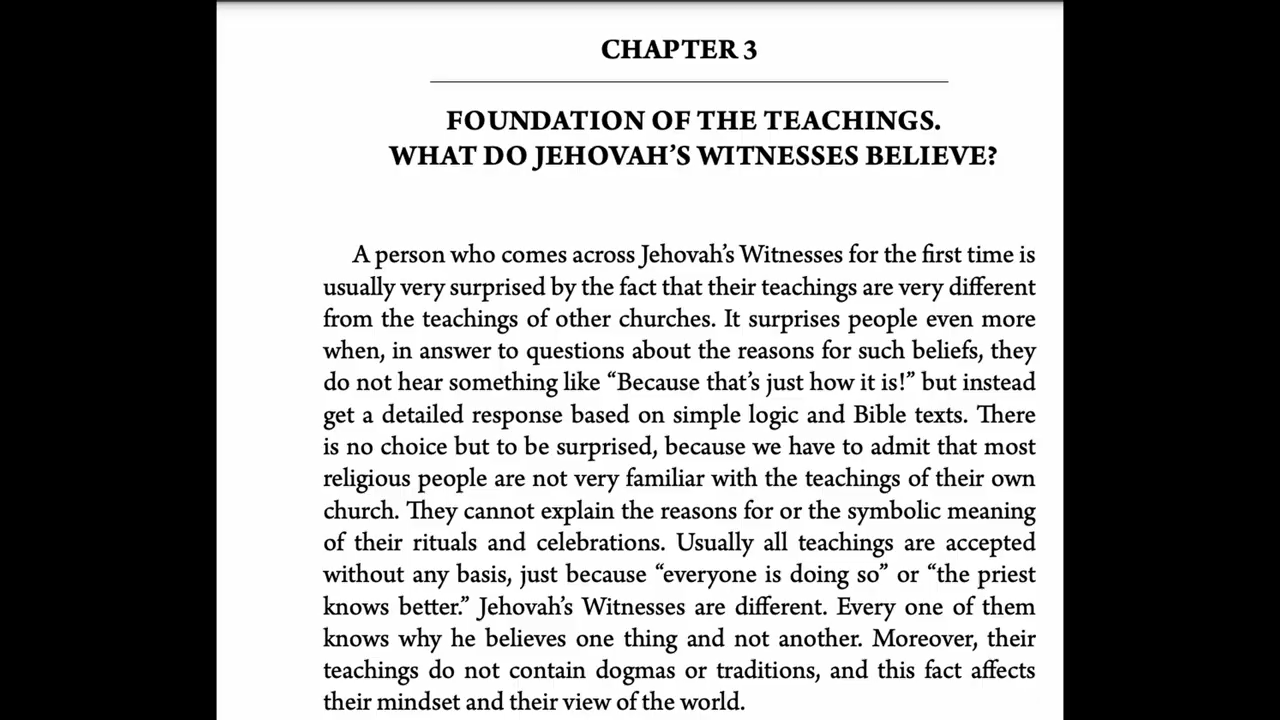 CHAPTER 3
FOUNDATION OF THE TEACHINGS.
WHAT DO JEHOVAH’S WITNESSES BELIEVE?
A person who comes across Jehovah’s Witnesses for the first time is
usually very surprised by the fact that their teachings are very different
from the teachings of other churches. It surprises people even more
when, in answer to questions about the reasons for such beliefs, they
do not hear something like “Because that’s just how it is!” but instead
get a detailed response based on simple logic and Bible texts. There
is no choice but to be surprised, because we have to admit that most
religious people are not very familiar with the teachings of their own
church. They cannot explain the reasons for or the symbolic meaning
of their rituals and celebrations. Usually all teachings are accepted
without any basis, just because “everyone is doing so” or “the priest
knows better.” Jehovah’s Witnesses are different. Every one of them
knows why he believes one thing and not another. Moreover, their
teachings do not contain dogmas or traditions, and this fact affects
their mindset and their view of the world.